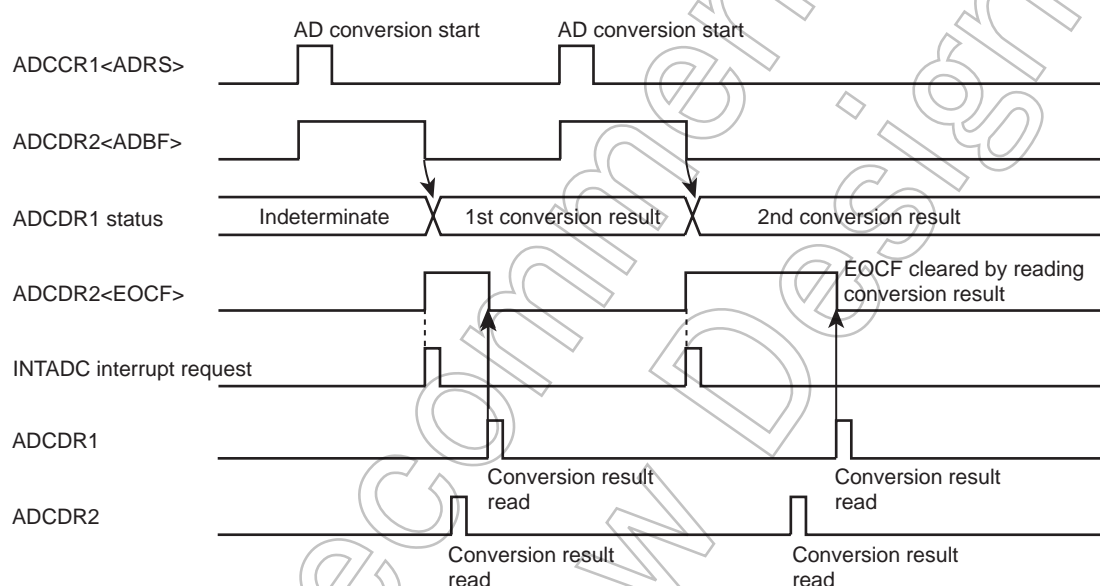 AD conversion start
AD conversion start
ADCCR1<ADRS>
ADCDR2<ADBF>
ADCDR1 status
Indeterminate
1st conversion result
2nd conversion result
ADCDR2<EOCF>
EOCF cleared by reading
conversion result
INTADC interrupt request
ADCDR1
Conversion result
read
Conversion result
read
ADCDR2
Conversion result
read
Conversion result
read